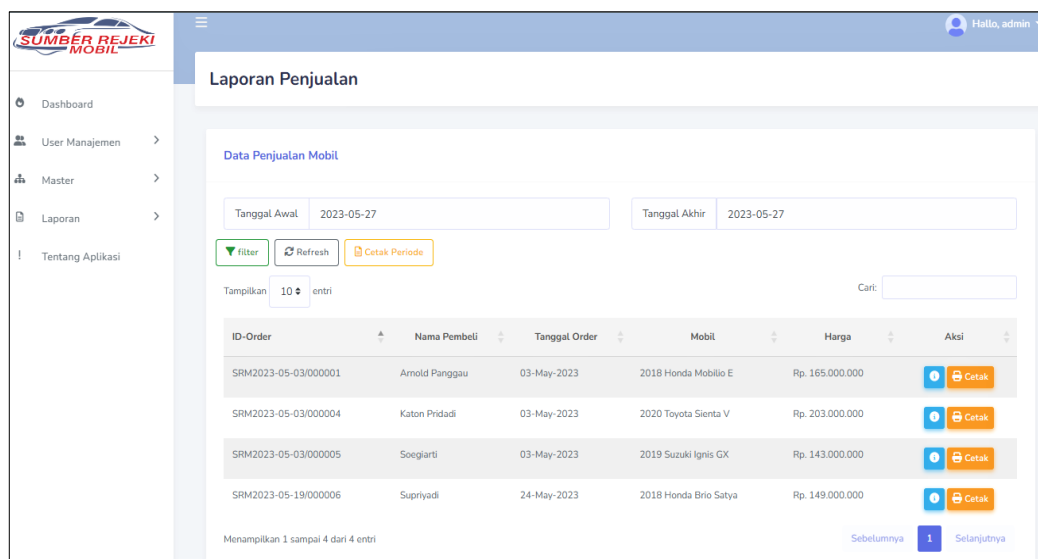 SUMBER REJEKI
MOBIL
Hallo, admin
Laporan Penjualan
Dashboard
User Manajemen
Master
Laporan
Tentang Aplikasi
Data Penjualan Mobil
Tanggal Awal 2023-05-27 Tanggal Akhir 2023-05-27
filter Refresh Cetak Periode
Tampilkan 10 entri Cari:
ID-Order Nama Pembeli Tanggal Order Mobil Harga Aksi
SRM2023-05-03/000001 Arnold Panggau 03-May-2023 2018 Honda Mobilio E Rp. 165.000.000 Cetak
SRM2023-05-03/000004 Katon Pridadi 03-May-2023 2020 Toyota Sienta V Rp. 203.000.000 Cetak
SRM2023-05-03/000005 Soegiarti 03-May-2023 2019 Suzuki Ignis GX Rp. 143.000.000 Cetak
SRM2023-05-19/000006 Supriyadi 24-May-2023 2018 Honda Brio Satya Rp. 149.000.000 Cetak
Menampilkan 1 sampai 4 dari 4 entri Sebelumnya 1 Selanjutnya